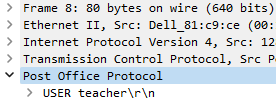 Frame 8: 80 bytes on wire (640 bits)
Ethernet II, Src: Dell_81:c9:ce (00:
Internet Protocol Version 4, Src: 12
Transmission Control Protocol, Src P
Post Office Protocol
USER teacher\r\n